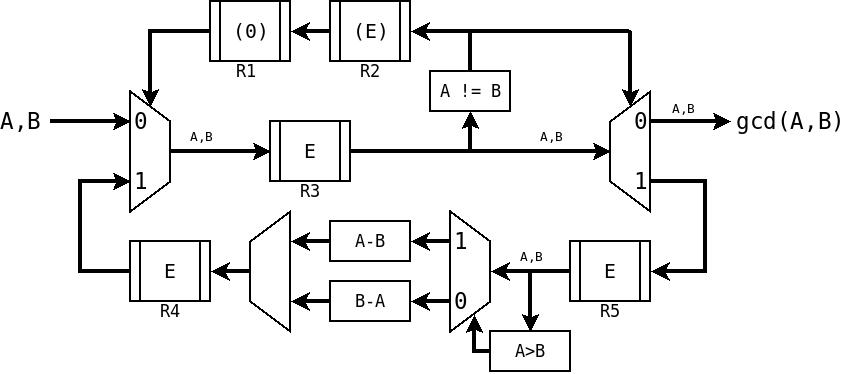 (0)
(E)
R1
R2
A != B
A,B
0
A,B
E
R3
A,B
0
A,B
gcd(A,B)
1
1
E
R4
A-B
B-A
1
0
A,B
E
R5
A>B